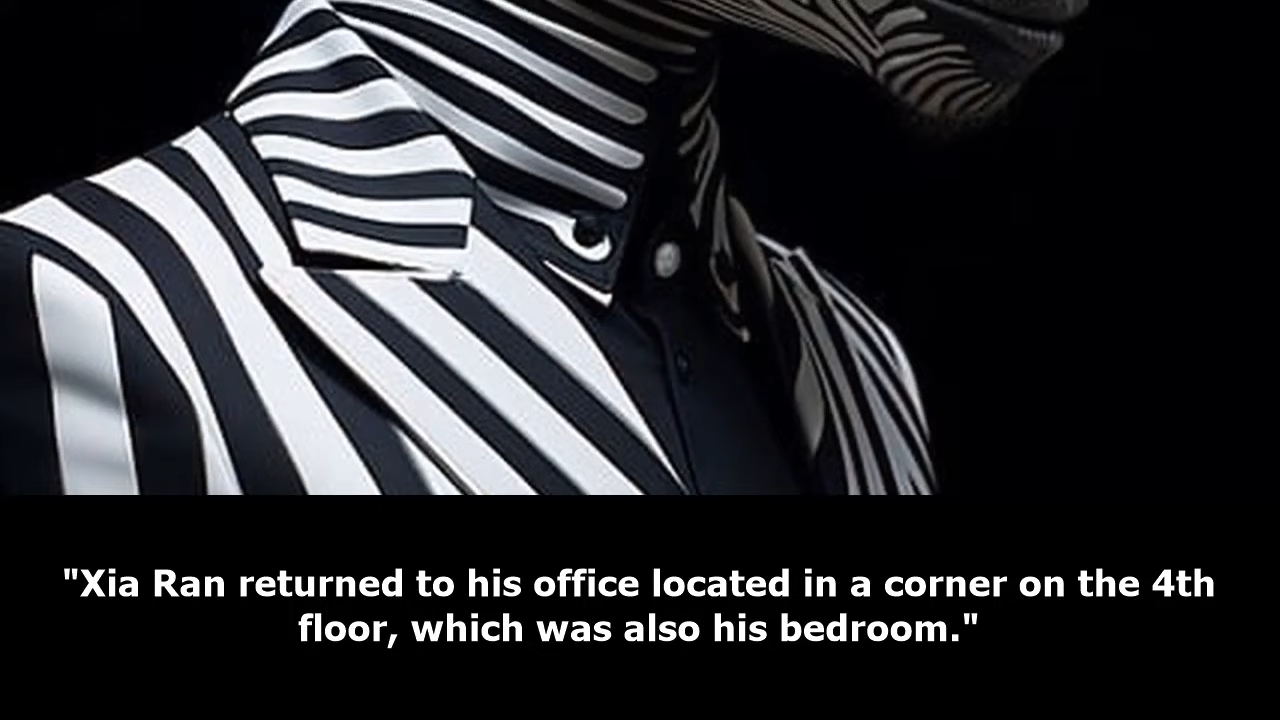 "Xia Ran returned to his office located in a corner on the 4th
floor, which was also his bedroom."